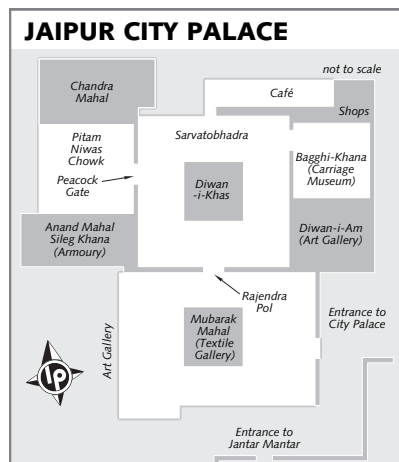 JAIPUR CITY PALACE
not to scale
Chandra
Mahal
Café
Shops
Pitam
Niwas
Chowk
Sarvatobhadra
Peacock
Gate
Bagghi-Khana
(Carriage
Museum)
Diwan
-i-Khas
Anand Mahal
Sileg Khana
(Armoury)
Diwan-i-Am
(Art Gallery)
Rajendra
Pol
Entrance to
City Palace
Mubarak
Mahal
(Textile
Gallery)
Art Gallery
lp
Entrance to
Jantar Mantar